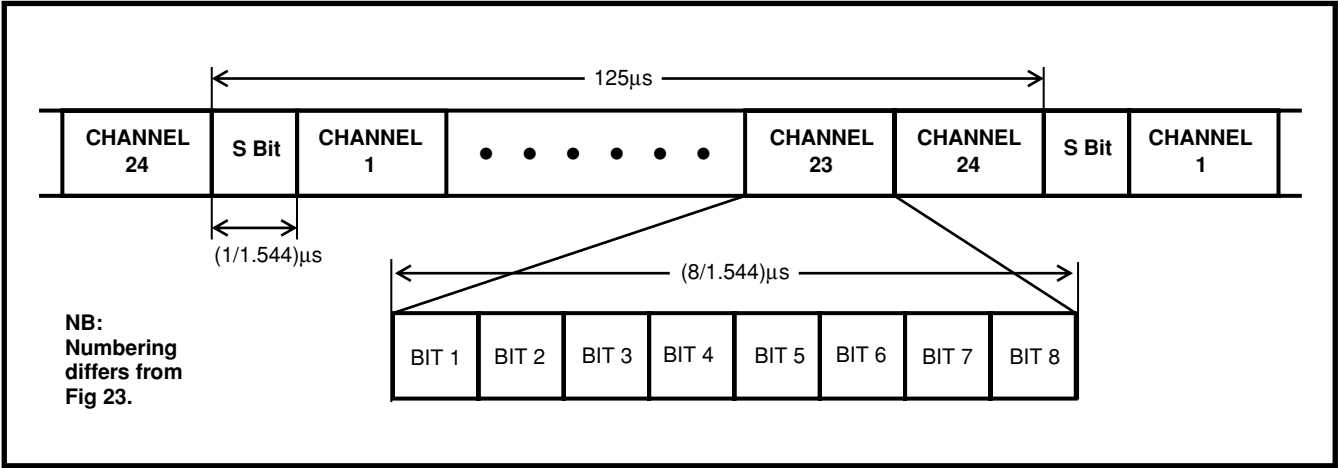 125µs
CHANNEL
24
S Bit
CHANNEL
1
CHANNEL
23
CHANNEL
24
S Bit
CHANNEL
1
(1/1.544)µs
(8/1.544)µs
NB:
Numbering
differs from
Fig 23.
BIT 1
BIT 2
BIT 3
BIT 4
BIT 5
BIT 6
BIT 7
BIT 8